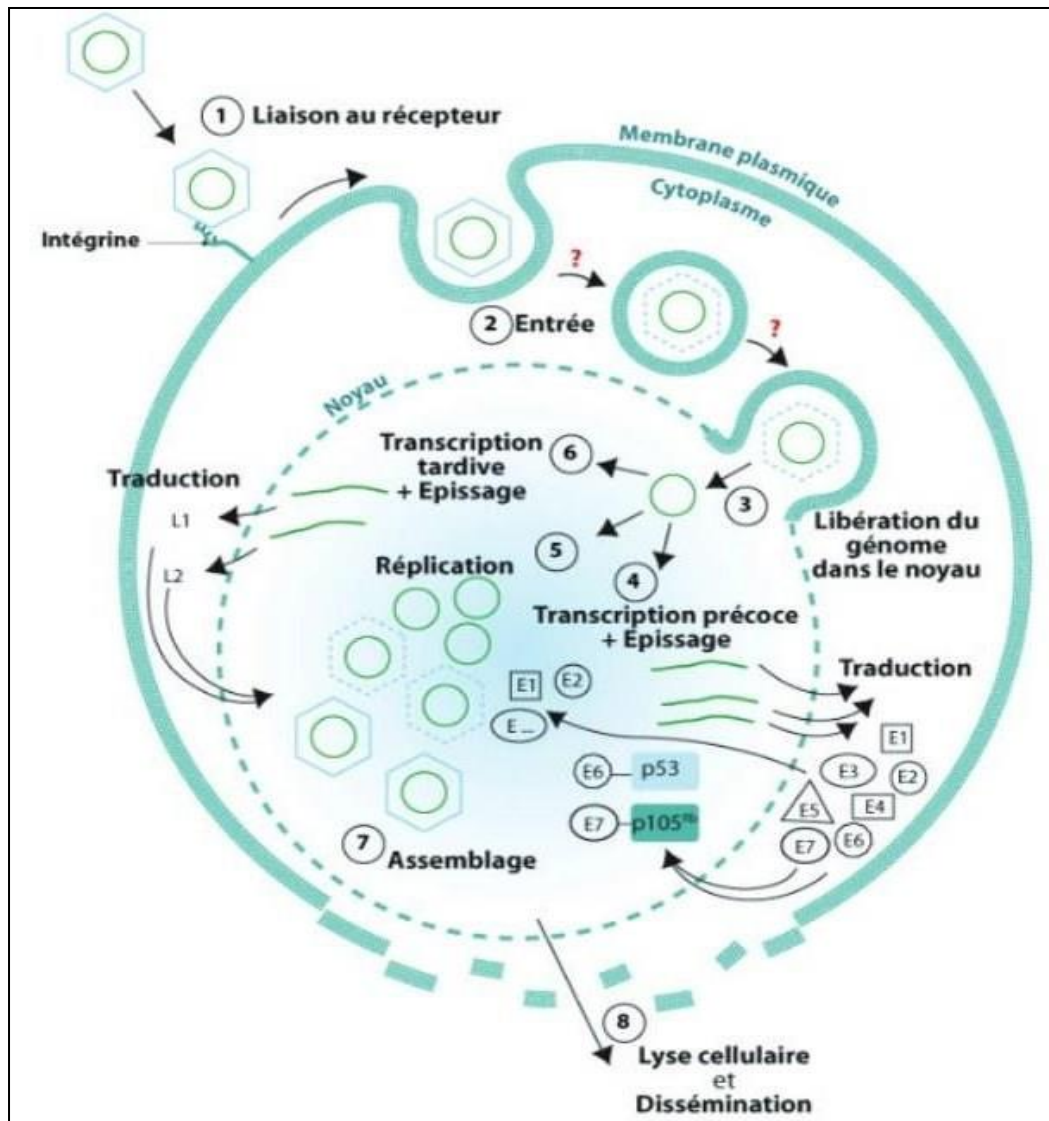 1 Liaison au récepteur
Membrane plasmique
Cytoplasme
Intégrine
?
2 Entrée
?
Noyau
Transcription
tardive
+ Epissage
6
Traduction
L1
L2
3
Libération du
génome
dans le noyau
5
4
Réplication
Transcription précoce
+ Epissage
Traduction
E1
E2
E ...
E1
E3
E2
E5
E4
E7
E6
E6
p53
E7
p105Rb
7 Assemblage
8
Lyse cellulaire
et
Dissémination